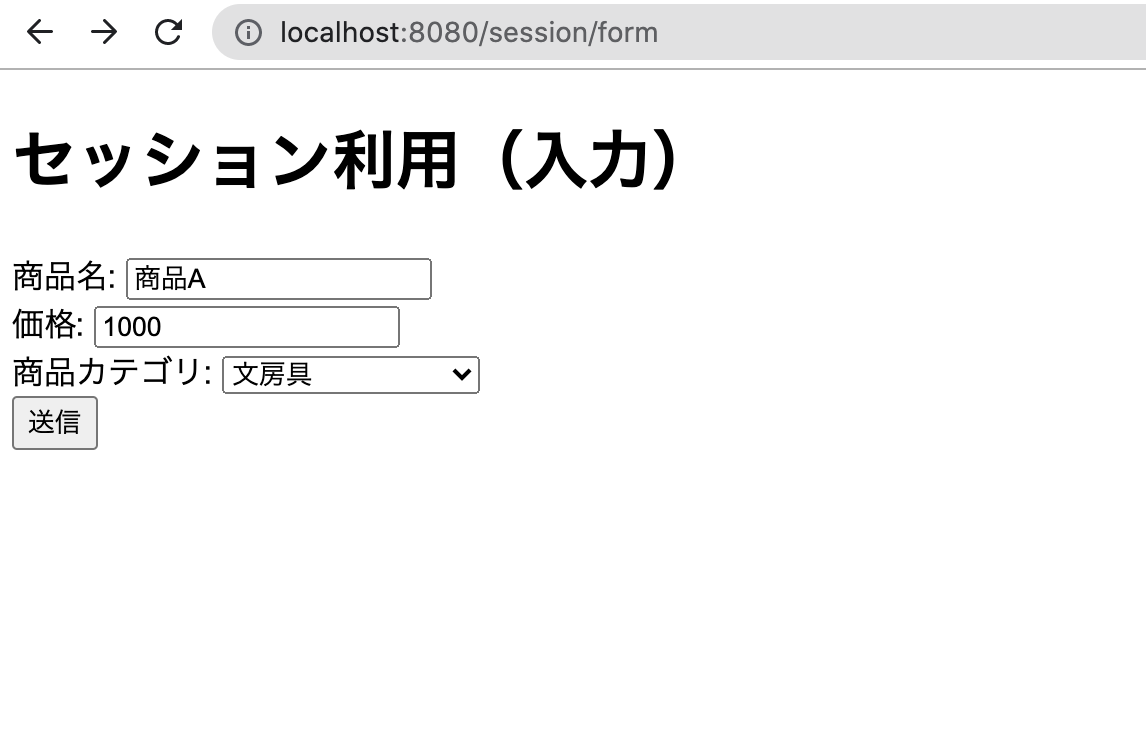 localhost:8080/session/form
セッション利用（入力）
商品名: 商品A
価格: 1000
商品カテゴリ: 文房具
送信